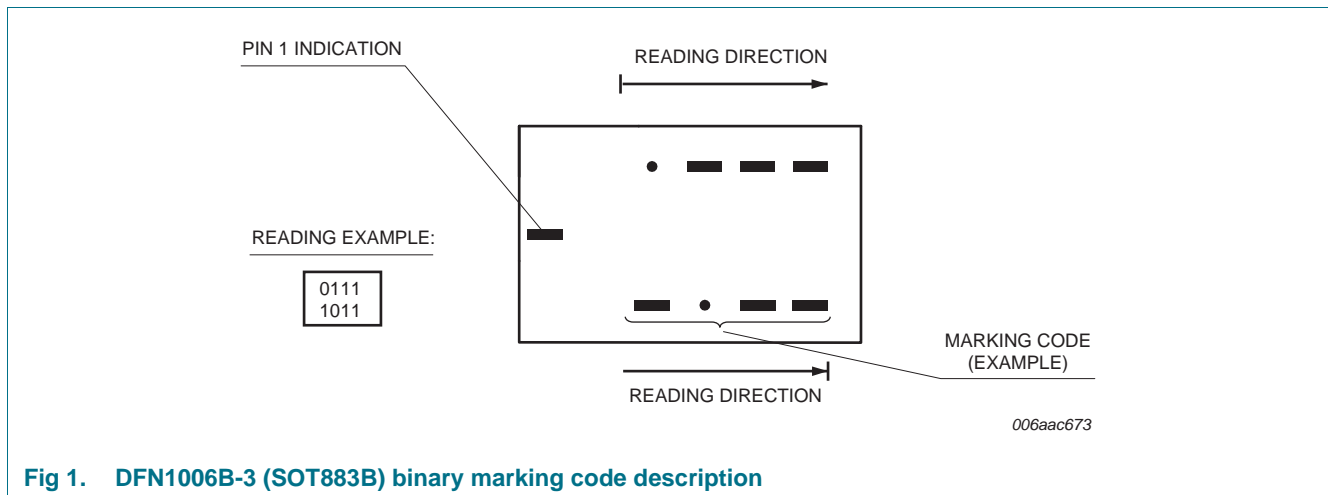 PIN 1 INDICATION
READING DIRECTION
READING EXAMPLE:
0111
1011
MARKING CODE
(EXAMPLE)
READING DIRECTION
006aac673
Fig 1. DFN1006B-3 (SOT883B) binary marking code description